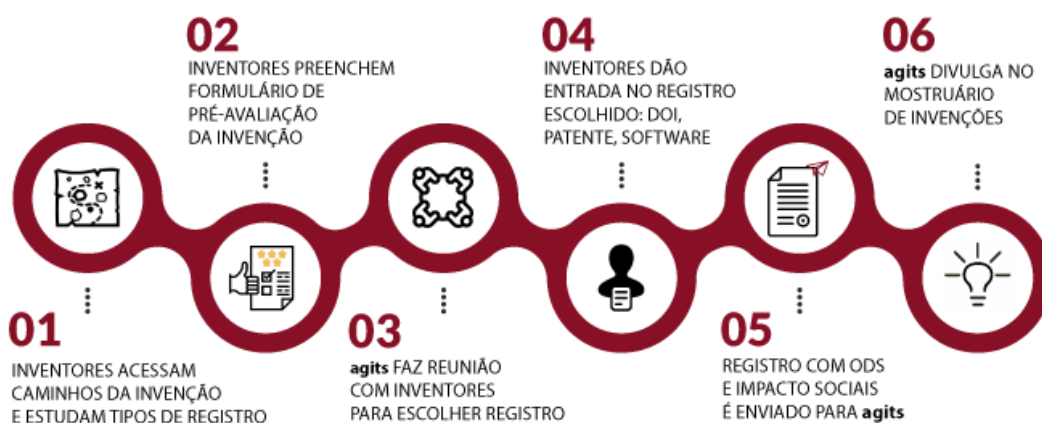 01
INVENTORES ACESSAM
CAMINHOS DA INVENÇÃO
E ESTUDAM TIPOS DE REGISTRO
02
INVENTORES PREENCHEM
FORMULÁRIO DE
PRÉ-AVALIAÇÃO
DA INVENÇÃO
03
agits FAZ REUNIÃO
COM INVENTORES
PARA ESCOLHER REGISTRO
04
INVENTORES DÃO
ENTRADA NO REGISTRO
ESCOLHIDO: DOI,
PATENTE, SOFTWARE
05
REGISTRO COM ODS
E IMPACTO SOCIAIS
É ENVIADO PARA agits
06
agits DIVULGA NO
MOSTRUÁRIO
DE INVENÇÕES